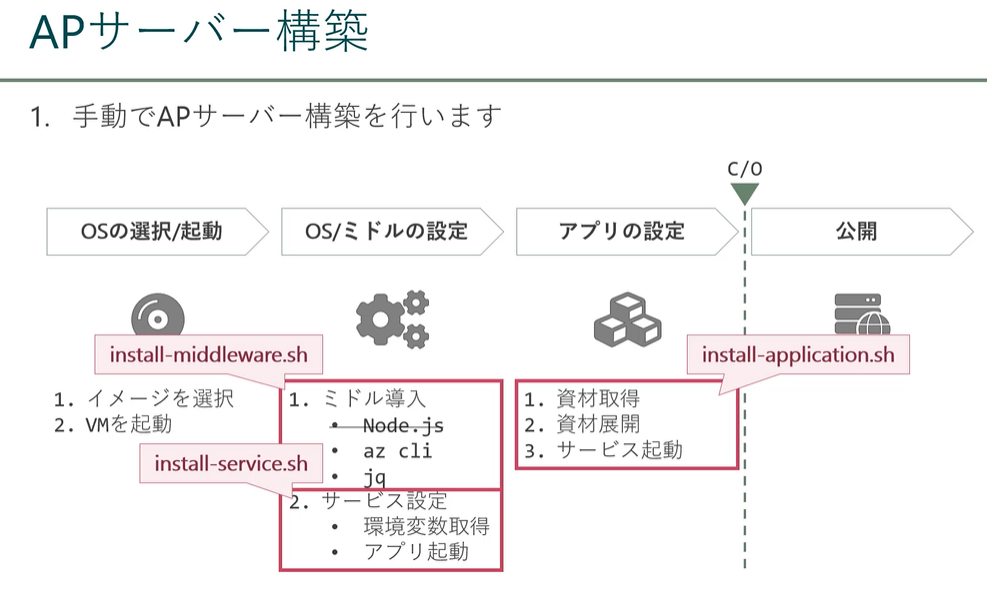 APサーバー構築
1. 手動でAPサーバー構築を行います
C/O
OSの選択/起動
OS/ミドルの設定
アプリの設定
公開
install-middleware.sh
install-application.sh
1. イメージを選択
2. VMを起動
install-service.sh
1. ミドル導入
• Node.js
• az cli
• jq
2. サービス設定
• 環境変数取得
• アプリ起動
1. 資材取得
2. 資材展開
3. サービス起動